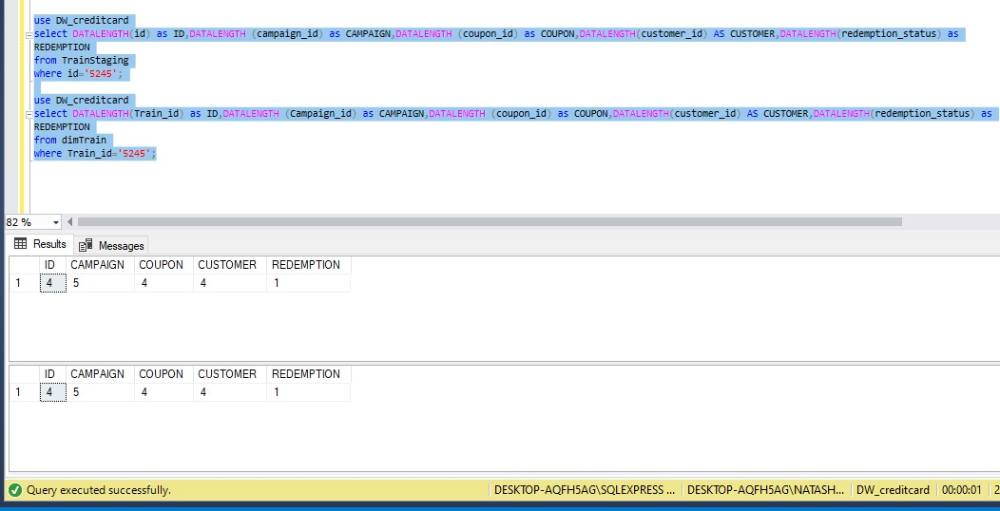 use DW_creditcard
select DATALENGTH(id) as ID,DATALENGTH (campaign_id) as CAMPAIGN,DATALENGTH (coupon_id) as COUPON,DATALENGTH(customer_id) AS CUSTOMER,DATALENGTH(redemption_status) as
REDEMPTION
from TrainStaging
where id='5245';
use DW_creditcard
select DATALENGTH(Train_id) as ID,DATALENGTH (Campaign_id) as CAMPAIGN,DATALENGTH (coupon_id) as COUPON,DATALENGTH(customer_id) AS CUSTOMER,DATALENGTH(redemption_status) as
REDEMPTION
from dimTrain
where Train_id='5245';
82 %
Results Messages
ID CAMPAIGN COUPON CUSTOMER REDEMPTION
1 4 5 4 4 1
ID CAMPAIGN COUPON CUSTOMER REDEMPTION
1 4 5 4 4 1
Query executed successfully. DESKTOP-AQFH5AG\SQLEXPRESS ... DESKTOP-AQFH5AG\NATASH... DW_creditcard 00:00:01 2